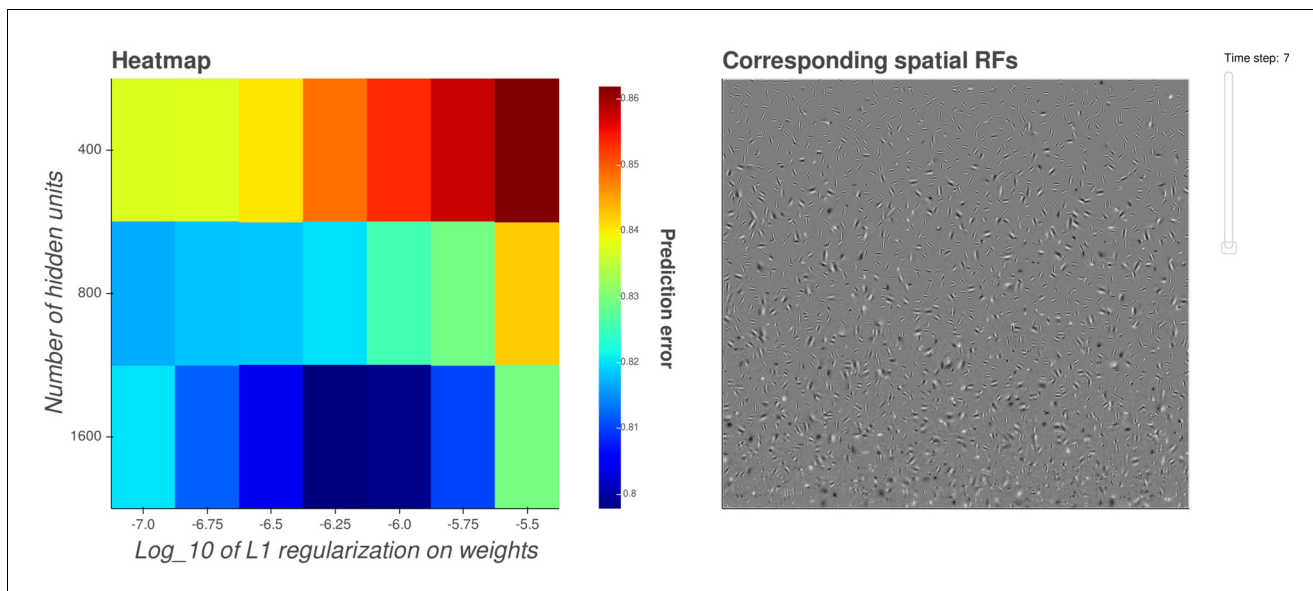 Heatmap
400
800
1600
Number of hidden units
-7.0 -6.75 -6.5 -6.25 -6.0 -5.75 -5.5
Log_10 of L1 regularization on weights
0.86
0.85
0.84
0.83
0.82
0.81
0.8
Prediction error
Corresponding spatial RFs
Time step: 7